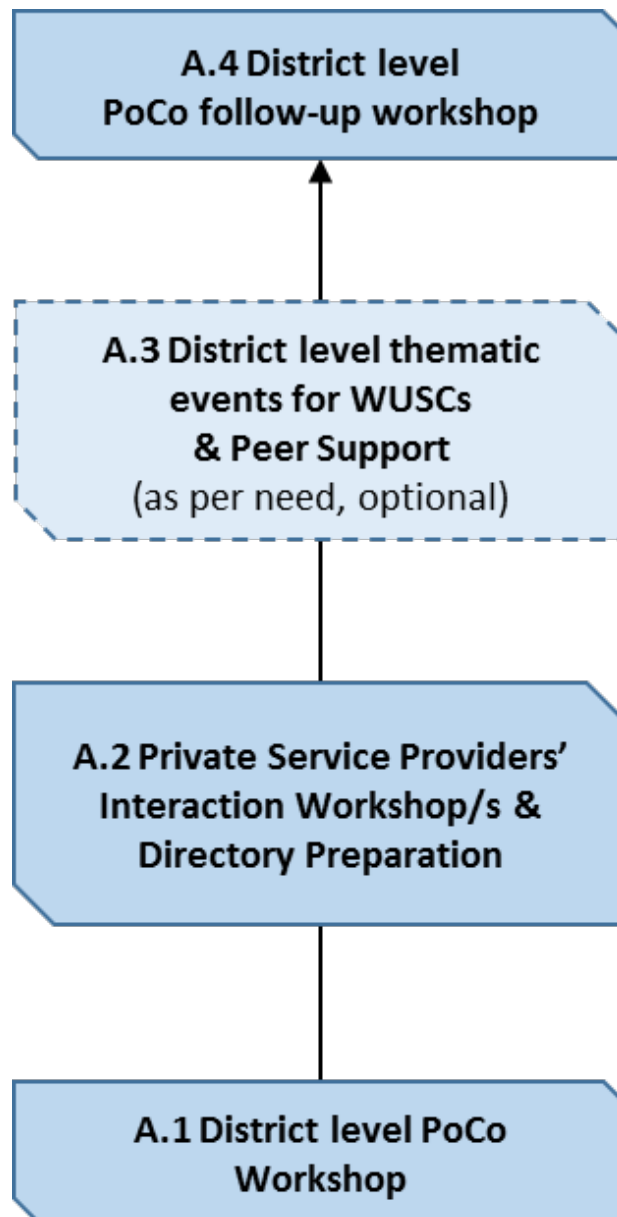 A.4 District level
PoCo follow-up workshop
A.3 District level thematic
events for WUSCs
& Peer Support
(as per need, optional)
A.2 Private Service Providers’
Interaction Workshop/s &
Directory Preparation
A.1 District level PoCo
Workshop